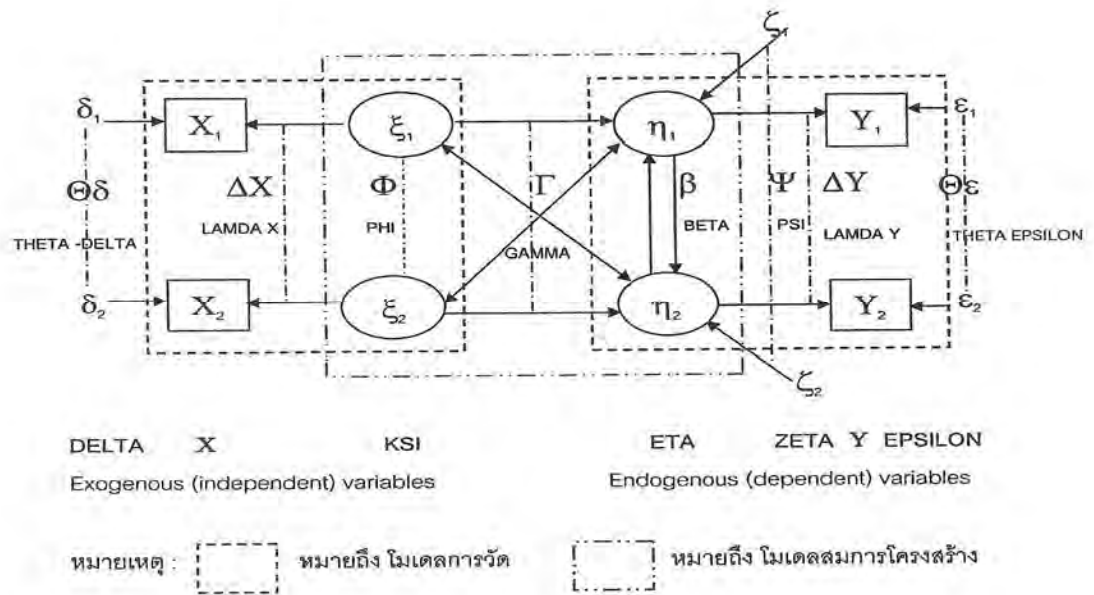 ζ₁
δ₁ X₁ ξ₁ η₁ Y₁ ε₁
Θδ ΔX Φ Γ β Ψ ΔY Θε
THETA -DELTA LAMDA X PHI GAMMA BETA PSI LAMDA Y THETA EPSILON
δ₂ X₂ ξ₂ η₂ Y₂ ε₂
ζ₂
DELTA X KSI ETA ZETA Y EPSILON
Exogenous (independent) variables Endogenous (dependent) variables
หมายเหตุ : หมายถึง โมเดลการวัด หมายถึง โมเดลสมการโครงสร้าง